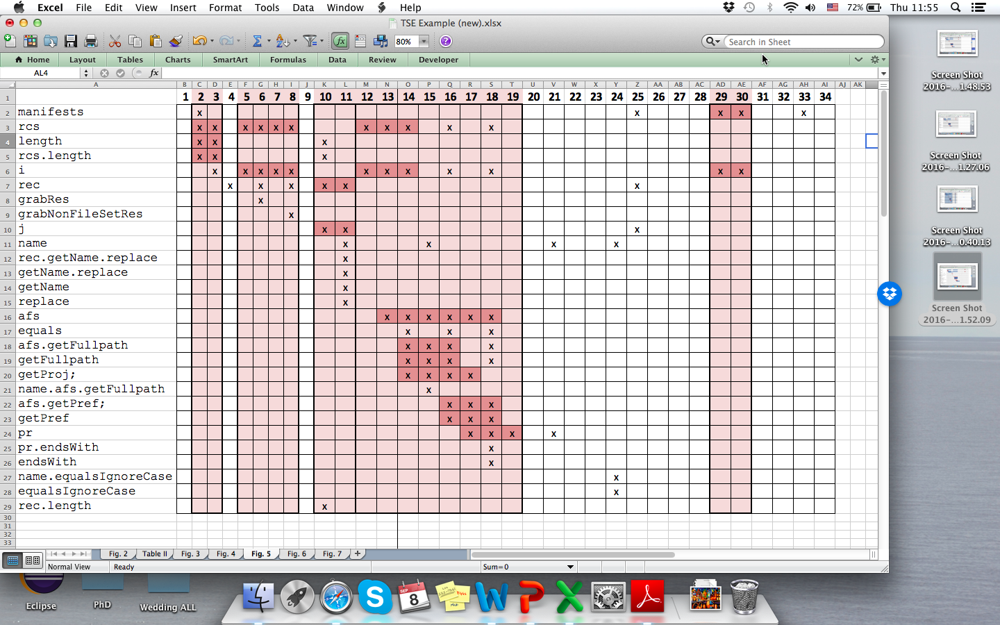 Excel File Edit View Insert Format Tools Data Window Help 72% Thu 11:55
TSE Example (new).xlsx
80% Search in Sheet
Home Layout Tables Charts SmartArt Formulas Data Review Developer
AL4 fx
A B C D E F G H I J K L M N O P Q R S T U V W X Y Z AA AB AC AD AE AF AG AH AI AJ AK
1 1 2 3 4 5 6 7 8 9 10 11 12 13 14 15 16 17 18 19 20 21 22 23 24 25 26 27 28 29 30 31 32 33 34
2 manifests x x x x x
3 rcs x x x x x x x x x x x
4 length x x x
5 rcs.length x x x
6 i x x x x x x x x x x x x
7 rec x x x x x x
8 grabRes x
9 grabNonFileSetRes x
10 j x x x
11 name x x x x
12 rec.getName.replace x
13 getName.replace x
14 getName x
15 replace x
16 afs x x x x x x
17 equals x x x
18 afs.getFullpath x x x x
19 getFullpath x x x x
20 getProj; x x x x
21 name.afs.getFullpath x
22 afs.getPref; x x x
23 getPref x x x
24 pr x x x x
25 pr.endsWith x
26 endsWith x
27 name.equalsIgnoreCase x
28 equalsIgnoreCase x
29 rec.length x
30
31
32
33
Fig. 2 Table II Fig. 3 Fig. 4 Fig. 5 Fig. 6 Fig. 7
Normal View Ready Sum=0
Screen Shot
2016-...1.48.53
Screen Shot
2016-...1.27.06
Screen Shot
2016-...0.40.13
Screen Shot
2016-...1.52.09
Eclipse PhD Wedding ALL
SEP
8